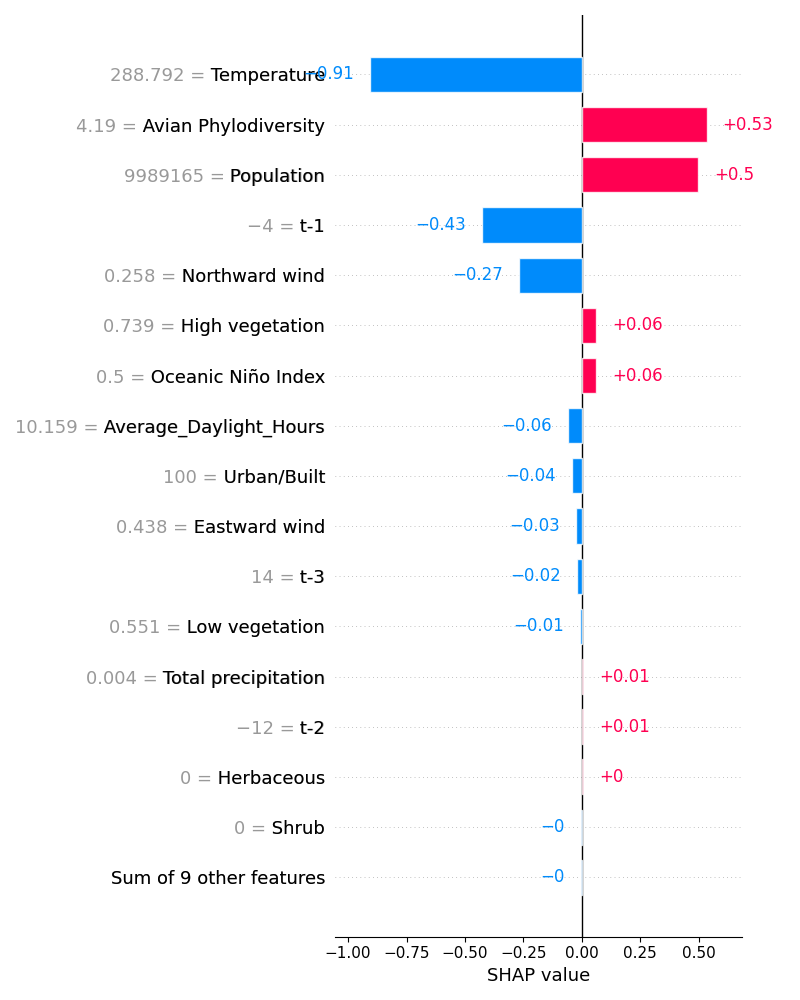 288.792 = Temperature −0.91
4.19 = Avian Phylodiversity +0.53
9989165 = Population +0.5
−4 = t-1 −0.43
0.258 = Northward wind −0.27
0.739 = High vegetation +0.06
0.5 = Oceanic Niño Index +0.06
10.159 = Average_Daylight_Hours −0.06
100 = Urban/Built −0.04
0.438 = Eastward wind −0.03
14 = t-3 −0.02
0.551 = Low vegetation −0.01
0.004 = Total precipitation +0.01
−12 = t-2 +0.01
0 = Herbaceous +0
0 = Shrub −0
Sum of 9 other features −0
−1.00 −0.75 −0.50 −0.25 0.00 0.25 0.50
SHAP value